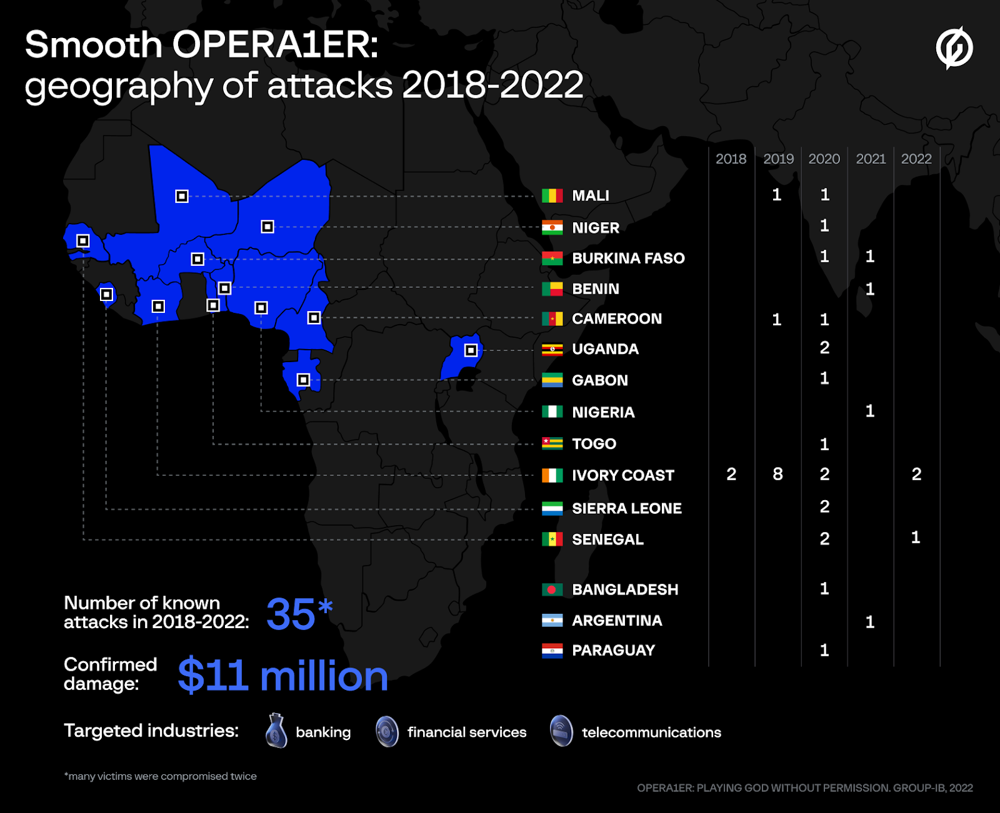 Smooth OPERA1ER:
geography of attacks 2018-2022
2018 2019 2020 2021 2022
MALI 1 1
NIGER 1
BURKINA FASO 1 1
BENIN 1
CAMEROON 1 1
UGANDA 2
GABON 1
NIGERIA 1
TOGO 1
IVORY COAST 2 8 2 2
SIERRA LEONE 2
SENEGAL 2 1
BANGLADESH 1
ARGENTINA 1
PARAGUAY 1
Number of known
attacks in 2018-2022: 35*
Confirmed
damage: $11 million
Targeted industries: banking financial services telecommunications
*many victims were compromised twice
OPERA1ER: PLAYING GOD WITHOUT PERMISSION. GROUP-IB, 2022